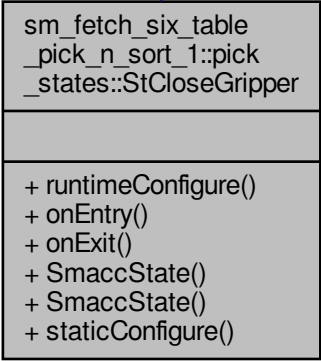 sm_fetch_six_table
_pick_n_sort_1::pick
_states::StCloseGripper
+ runtimeConfigure()
+ onEntry()
+ onExit()
+ SmaccState()
+ SmaccState()
+ staticConfigure()